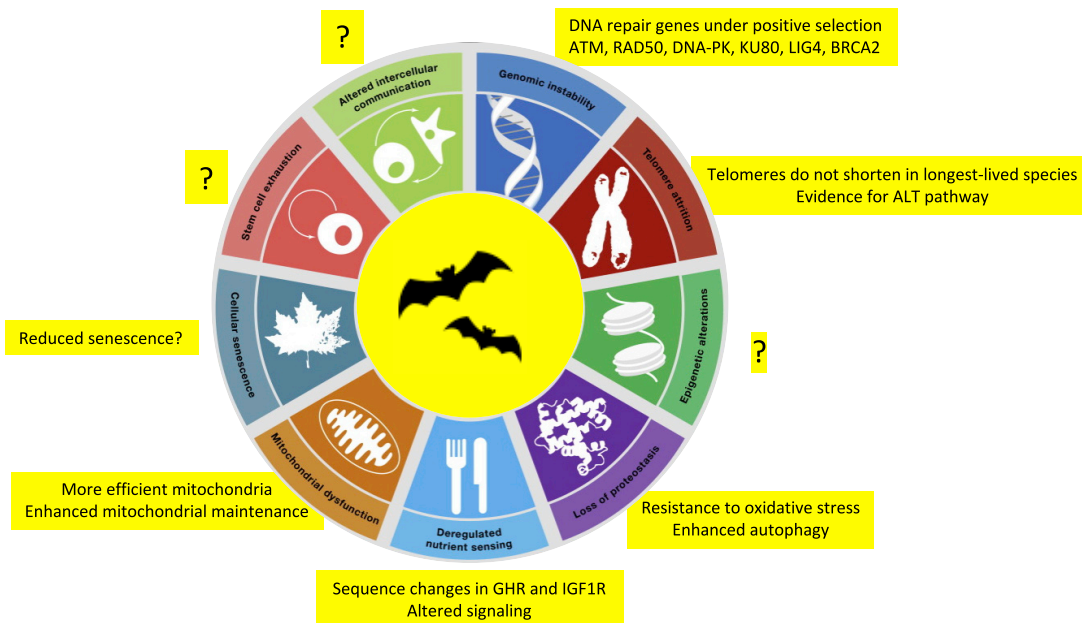 ?
DNA repair genes under positive selection
ATM, RAD50, DNA-PK, KU80, LIG4, BRCA2
Altered intercellular
communication
Genomic instability
?
Stem cell exhaustion
Telomere attrition
Telomeres do not shorten in longest-lived species
Evidence for ALT pathway
Reduced senescence?
Cellular senescence
Epigenetic alterations
?
More efficient mitochondria
Enhanced mitochondrial maintenance
Mitochondrial dysfunction
Deregulated
nutrient sensing
Loss of proteostasis
Resistance to oxidative stress
Enhanced autophagy
Sequence changes in GHR and IGF1R
Altered signaling